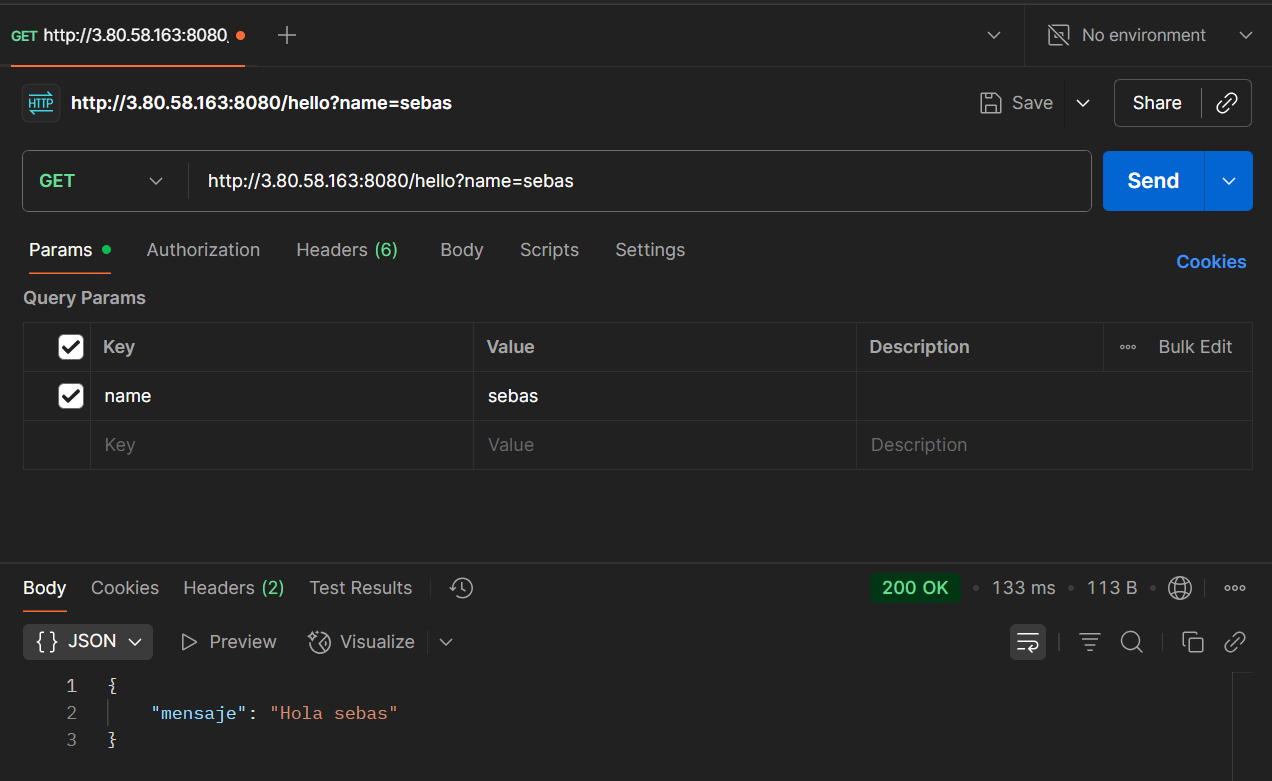 GET http://3.80.58.163:8080. No environment
HTTP http://3.80.58.163:8080/hello?name=sebas Save Share
GET http://3.80.58.163:8080/hello?name=sebas Send
Params Authorization Headers (6) Body Scripts Settings Cookies
Query Params
Key Value Description Bulk Edit
name sebas
Key Value Description
Body Cookies Headers (2) Test Results 200 OK 133 ms 113 B
{} JSON Preview Visualize
1 {
2 "mensaje": "Hola sebas"
3 }